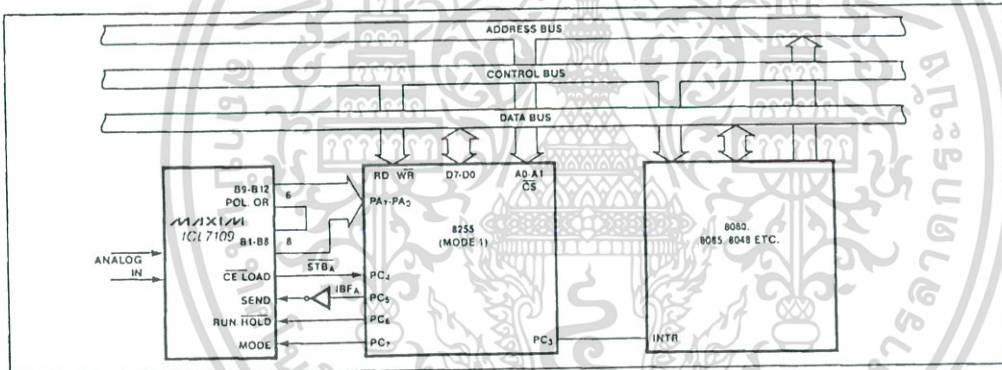 ADDRESS BUS
CONTROL BUS
DATA BUS
RD WR D7-D0 A0-A1
CS
B9-B12 6
POL. OR
PA7-PA0
MAXIM
ICL7109
B1-B8 8
8255
(MODE 1)
8080,
8085, 8048 ETC.
ANALOG
IN
CE LOAD STBA PC4
SEND IBFA PC5
RUN HOLD PC6
MODE PC7
PC3 INTR